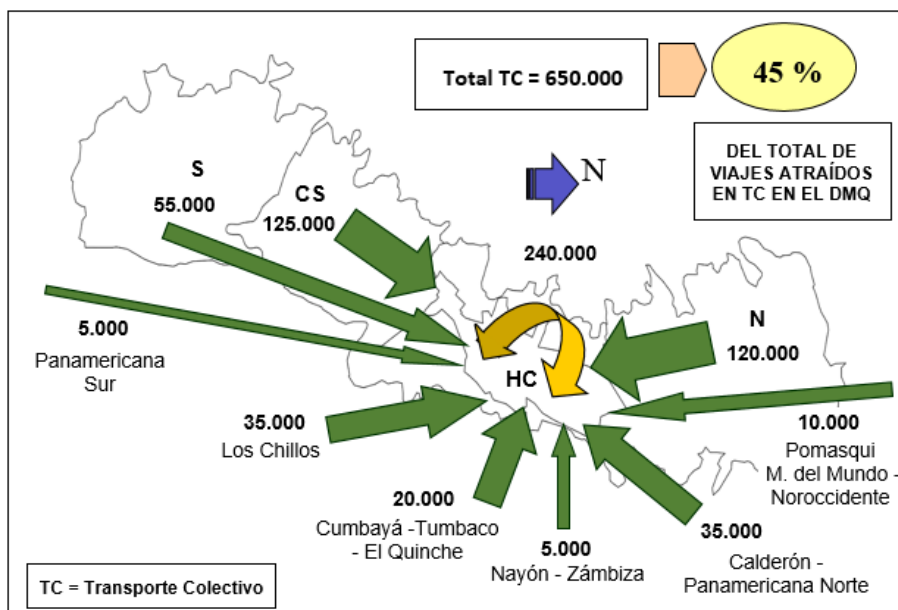 Total TC = 650.000
45 %
DEL TOTAL DE
VIAJES ATRAÍDOS
EN TC EN EL DMQ
N
S
55.000
CS
125.000
240.000
N
120.000
HC
5.000
Panamericana
Sur
35.000
Los Chillos
20.000
Cumbayá -Tumbaco
- El Quinche
5.000
Nayón - Zámbiza
35.000
Calderón -
Panamericana Norte
10.000
Pomasqui
M. del Mundo -
Noroccidente
TC = Transporte Colectivo